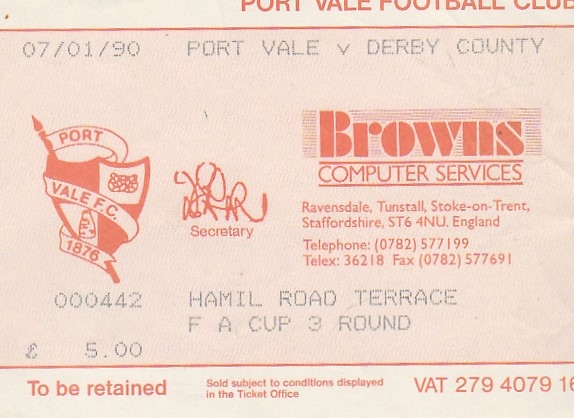 PORT VALE FOOTBALL CLUB
07/01/90 PORT VALE v DERBY COUNTY
PORT
VALE F.C.
1876
Secretary
Browns
COMPUTER SERVICES
Ravensdale, Tunstall, Stoke-on-Trent,
Staffordshire, ST6 4NU. England
Telephone: (0782) 577199
Telex: 36218 Fax (0782) 577691
000442 HAMIL ROAD TERRACE
F A CUP 3 ROUND
£ 5.00
To be retained
Sold subject to conditions displayed
in the Ticket Office
VAT 279 4079 16